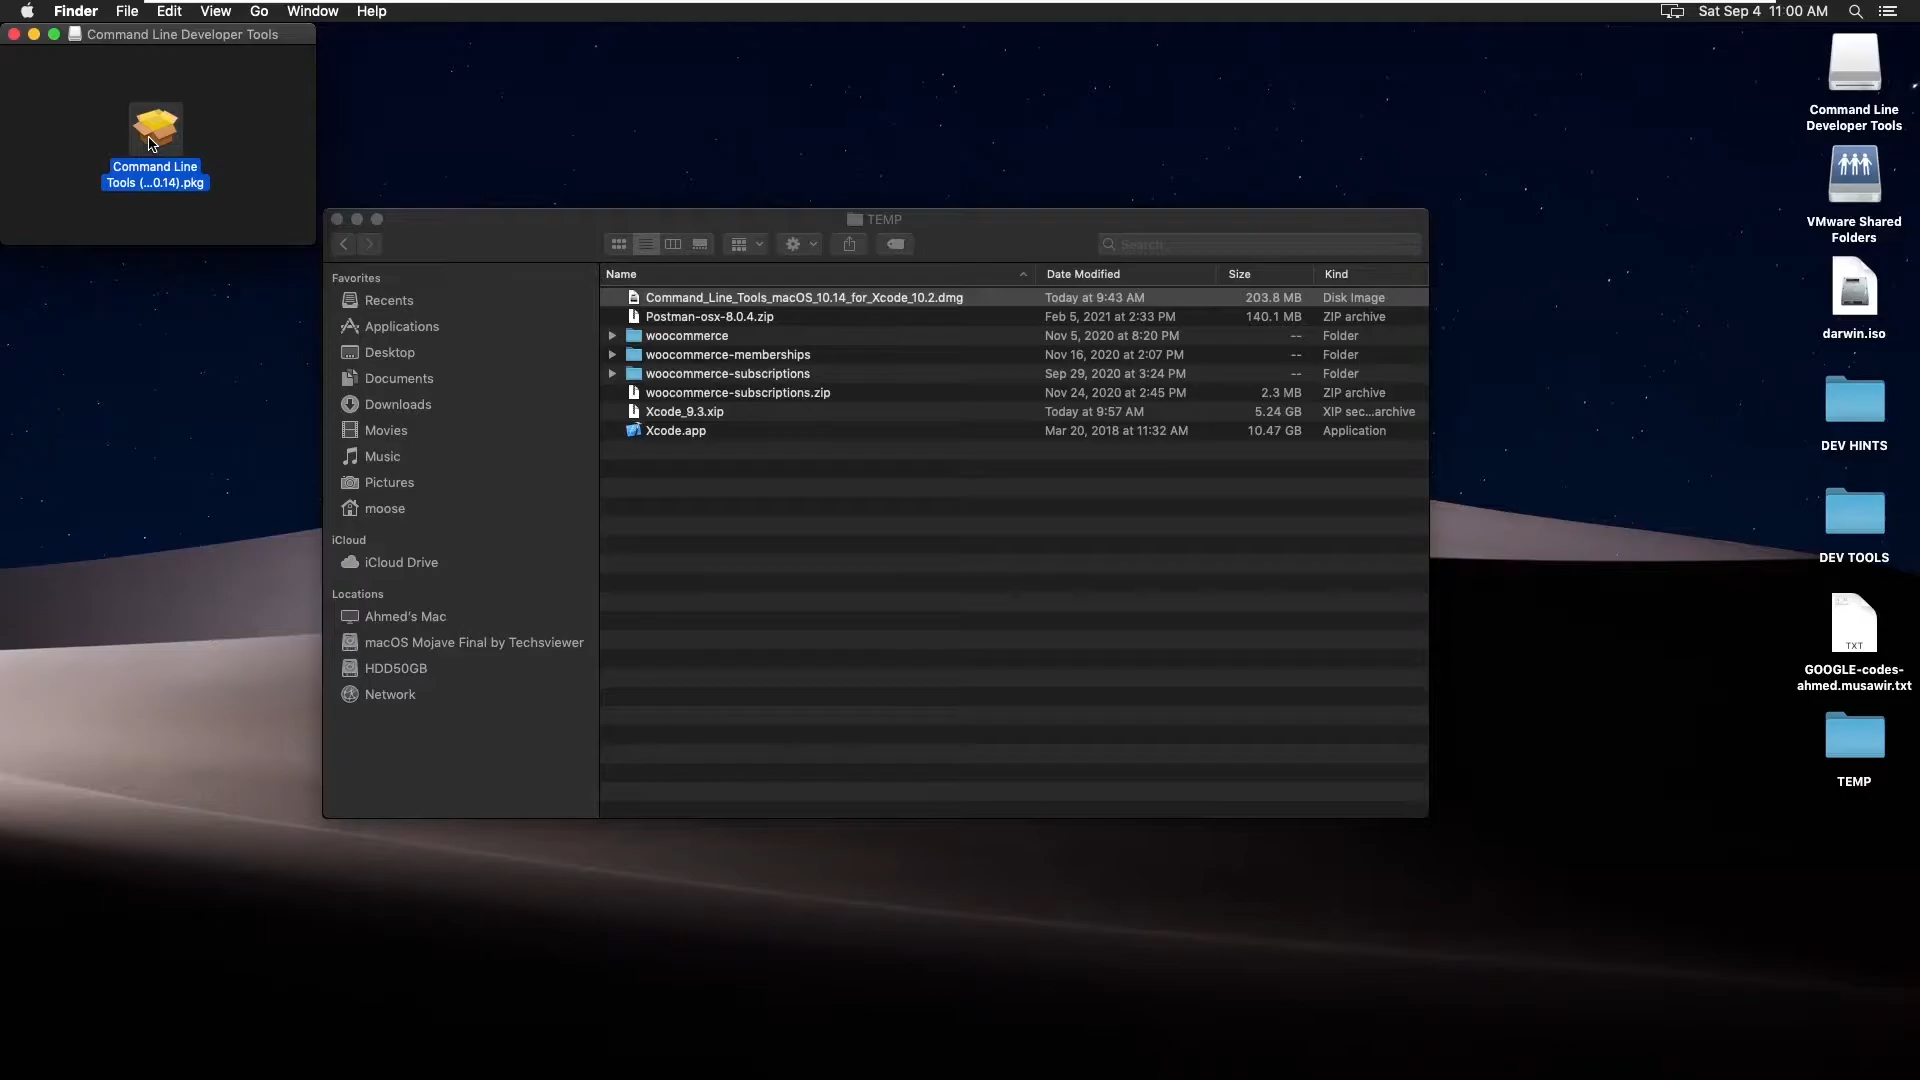 Finder File Edit View Go Window Help
Sat Sep 4 11:00 AM
Command Line Developer Tools
Command Line
Tools (...0.14).pkg
TEMP
Search
Favorites
Recents
Applications
Desktop
Documents
Downloads
Movies
Music
Pictures
moose
iCloud
iCloud Drive
Locations
Ahmed's Mac
macOS Mojave Final by Techsviewer
HDD50GB
Network
Name Date Modified Size Kind
Command_Line_Tools_macOS_10.14_for_Xcode_10.2.dmg Today at 9:43 AM 203.8 MB Disk Image
Postman-osx-8.0.4.zip Feb 5, 2021 at 2:33 PM 140.1 MB ZIP archive
woocommerce Nov 5, 2020 at 8:20 PM -- Folder
woocommerce-memberships Nov 16, 2020 at 2:07 PM -- Folder
woocommerce-subscriptions Sep 29, 2020 at 3:24 PM -- Folder
woocommerce-subscriptions.zip Nov 24, 2020 at 2:45 PM 2.3 MB ZIP archive
Xcode_9.3.xip Today at 9:57 AM 5.24 GB XIP sec...archive
Xcode.app Mar 20, 2018 at 11:32 AM 10.47 GB Application
Command Line
Developer Tools
VMware Shared
Folders
darwin.iso
DEV HINTS
DEV TOOLS
TXT
GOOGLE-codes-
ahmed.musawir.txt
TEMP